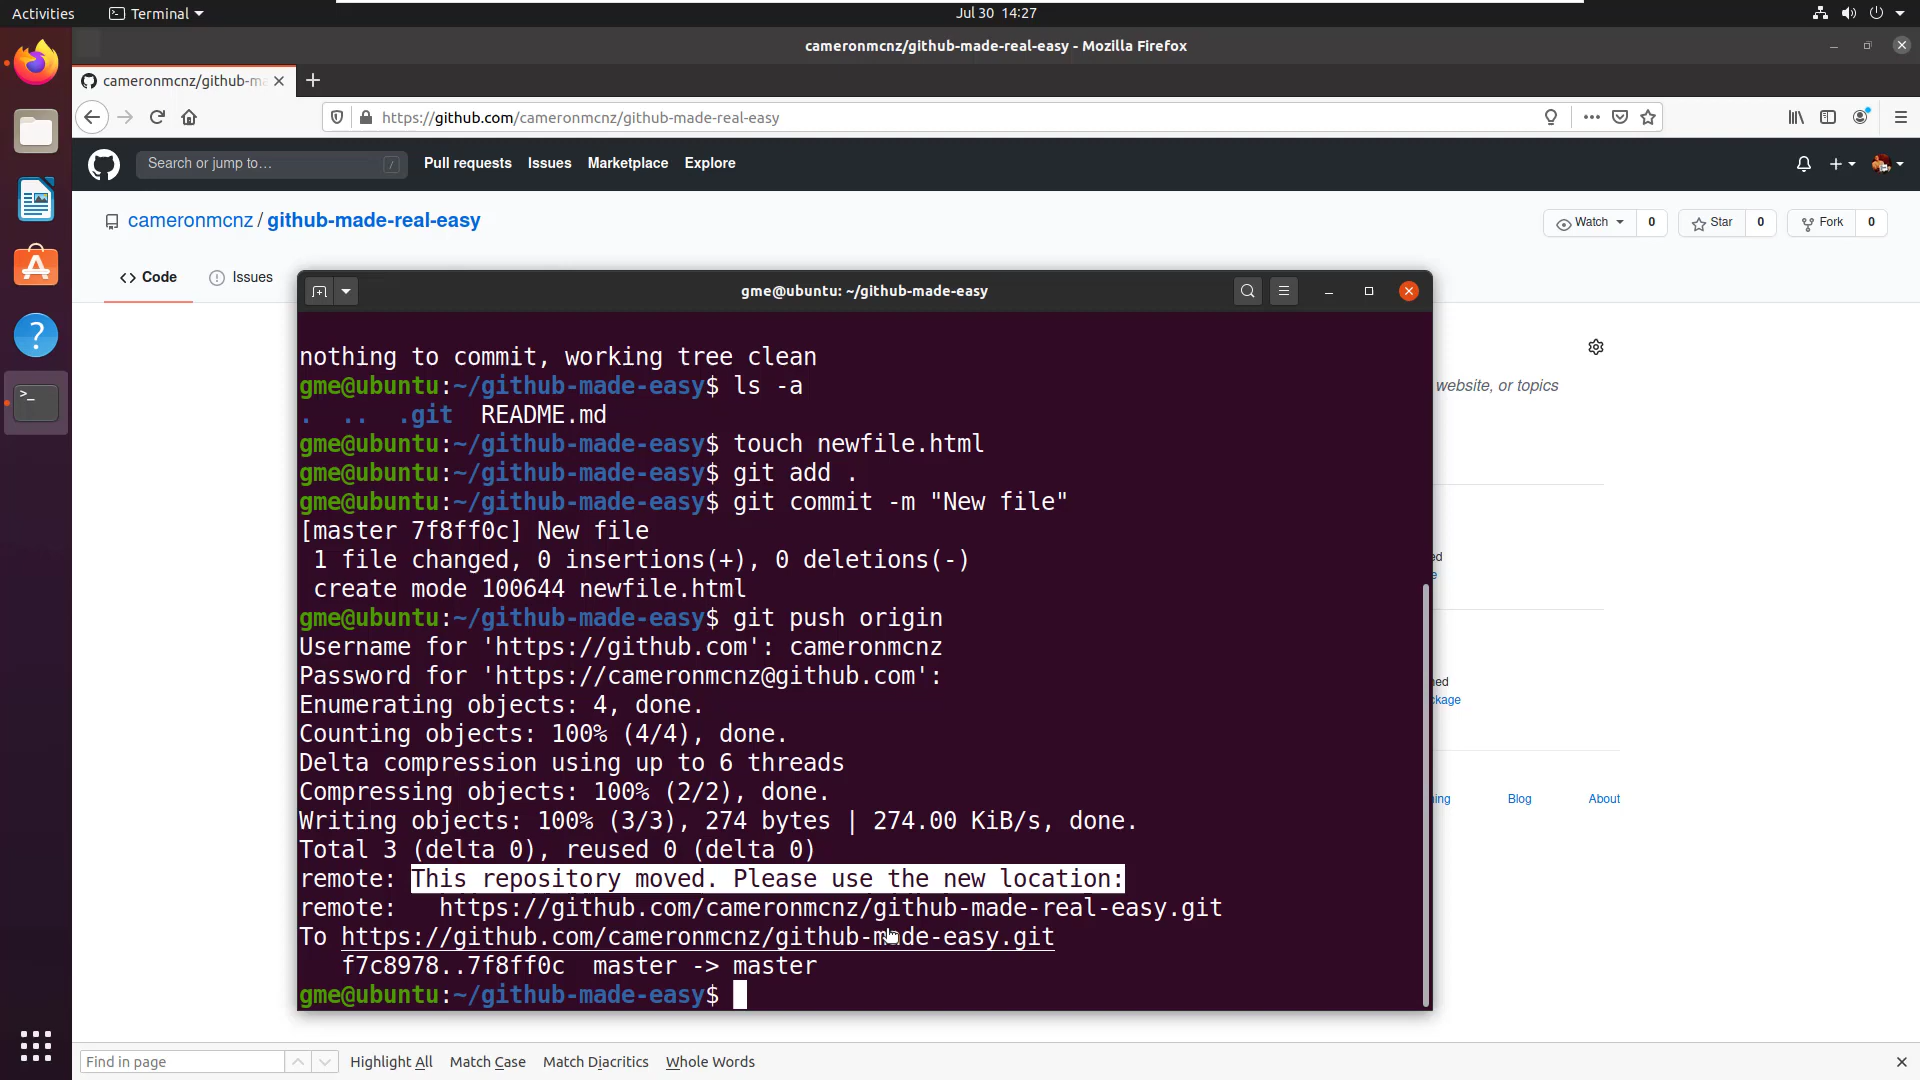 Activities
Terminal
Jul 30 14:27
cameronmcnz/github-made-real-easy - Mozilla Firefox
cameronmcnz/github-ma
https://github.com/cameronmcnz/github-made-real-easy
Search or jump to…
/
Pull requests
Issues
Marketplace
Explore
cameronmcnz / github-made-real-easy
Watch 0
Star 0
Fork 0
Code
Issues
website, or topics
gme@ubuntu: ~/github-made-easy
nothing to commit, working tree clean
gme@ubuntu:~/github-made-easy$ ls -a
. .. .git README.md
gme@ubuntu:~/github-made-easy$ touch newfile.html
gme@ubuntu:~/github-made-easy$ git add .
gme@ubuntu:~/github-made-easy$ git commit -m "New file"
[master 7f8ff0c] New file
1 file changed, 0 insertions(+), 0 deletions(-)
create mode 100644 newfile.html
gme@ubuntu:~/github-made-easy$ git push origin
Username for 'https://github.com': cameronmcnz
Password for 'https://cameronmcnz@github.com':
Enumerating objects: 4, done.
Counting objects: 100% (4/4), done.
Delta compression using up to 6 threads
Compressing objects: 100% (2/2), done.
Writing objects: 100% (3/3), 274 bytes | 274.00 KiB/s, done.
Total 3 (delta 0), reused 0 (delta 0)
remote: This repository moved. Please use the new location:
remote: https://github.com/cameronmcnz/github-made-real-easy.git
To https://github.com/cameronmcnz/github-made-easy.git
f7c8978..7f8ff0c master -> master
gme@ubuntu:~/github-made-easy$
Blog
About
Find in page
Highlight All
Match Case
Match Diacritics
Whole Words